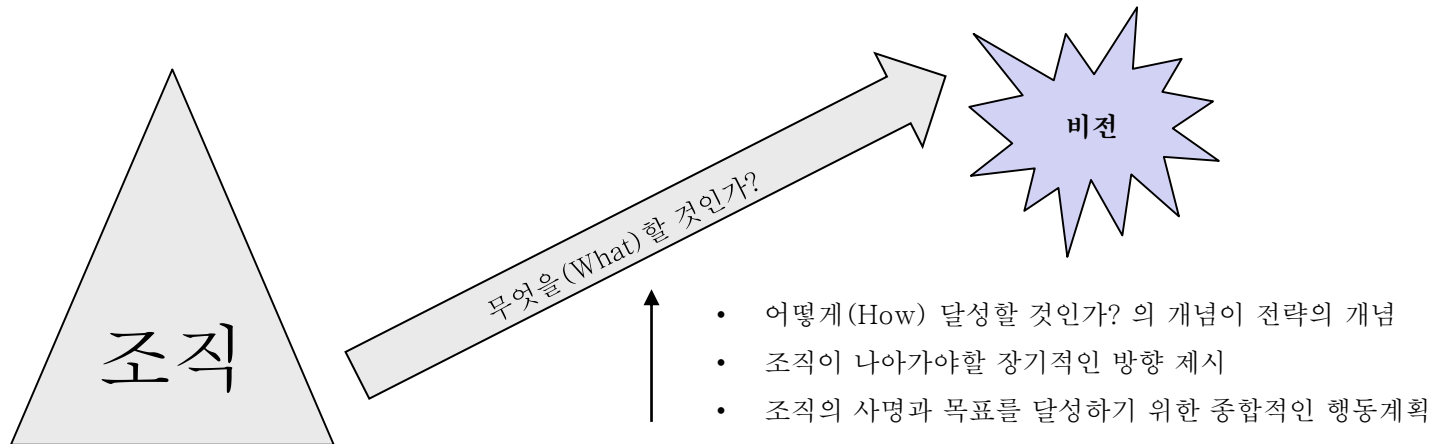 비전
무엇을(What)할 것인가?
조직
• 어떻게(How) 달성할 것인가? 의 개념이 전략의 개념
• 조직이 나아가야할 장기적인 방향 제시
• 조직의 사명과 목표를 달성하기 위한 종합적인 행동계획